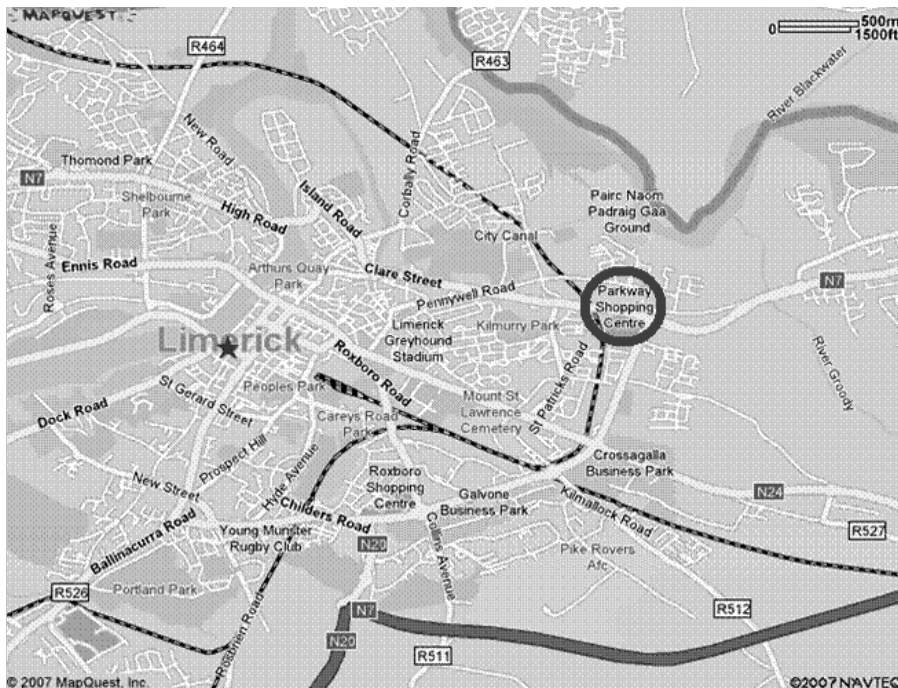 MAPQUEST
500m
0
1500ft
R464
R463
River Blackwater
New Road
Thomond Park
Corbally Road
N7
Shelbourne
Park
Island Road
Pairc Naom
Padraig Gaa
Ground
High Road
City Canal
Roses Avenue
Ennis Road
Arthurs Quay
Park
Clare Street
N7
Pennywell Road
Parkway
Shopping
Centre
Limerick
Limerick
Greyhound
Stadium
Kilmurry Park
River Groody
Roxboro Road
St Patricks Road
Peoples Park
St Gerard Street
Mount St
Lawrence
Cemetery
Dock Road
Careys Road
Park
Prospect Hill
Crossagalla
Business Park
Hyde Avenue
Roxboro
Shopping
Centre
New Street
Galvone
Business Park
N24
Kilmallock Road
Childers Road
R527
Ballinacurra Road
Young Munster
Rugby Club
N20
Collins Avenue
Pike Rovers
Afc
Portland Park
R526
Rosbrien Road
N7
R512
N20
R511
© 2007 MapQuest, Inc.
©2007 NAVTEQ